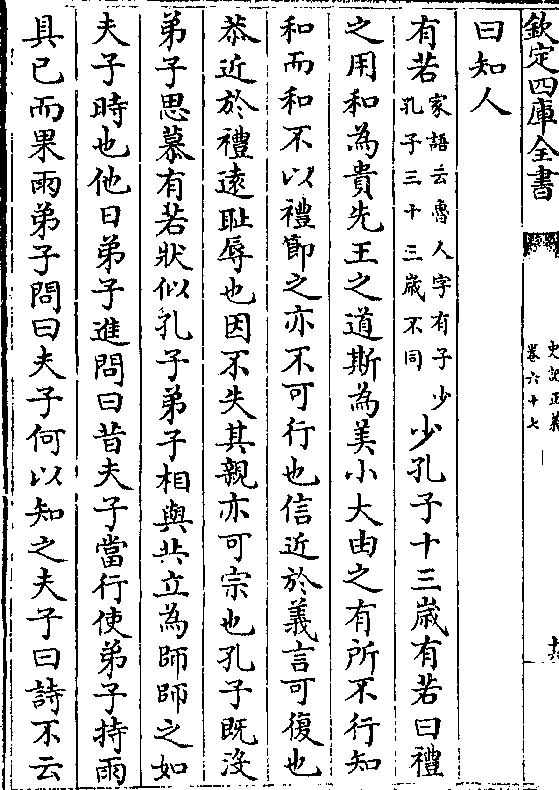 欽定四庫全書
史記正義
卷六十七
曰知人
有若家語云魯人字有子少孔子三十三歳不同少孔子十三歳有若曰禮
之用和為貴先王之道斯為美小大由之有所不行知
和而和不以禮節之亦不可行也信近於義言可復也
恭近於禮逺耻辱也因不失其親亦可宗也孔子既沒
弟子思慕有若狀似孔子弟子相與共立為師師之如
夫子時也他日弟子進問曰昔夫子當行使弟子持雨
具已而果雨弟子問曰夫子何以知之夫子曰詩不云